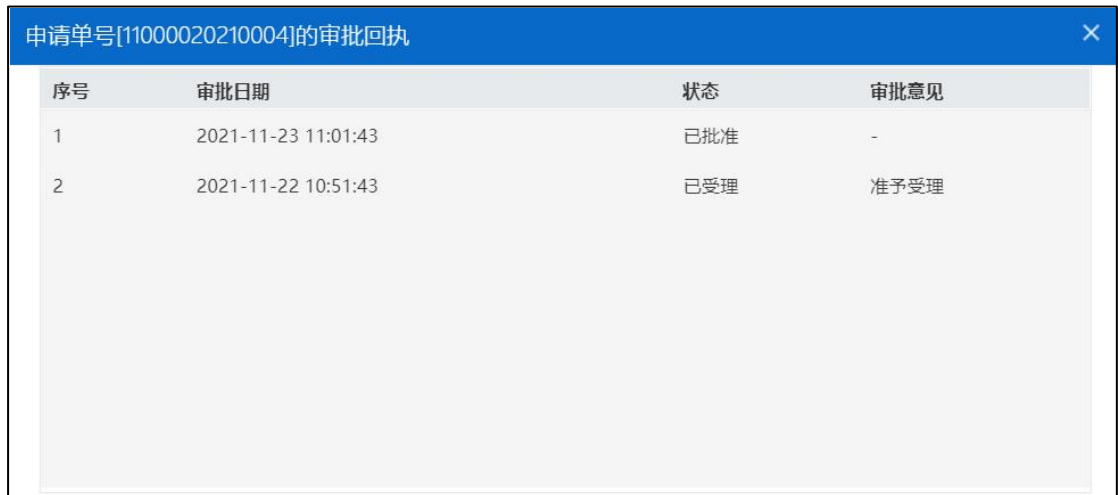 申请单号[11000020210004]的审批回执
序号 审批日期 状态 审批意见
1 2021-11-23 11:01:43 已批准 -
2 2021-11-22 10:51:43 已受理 准予受理